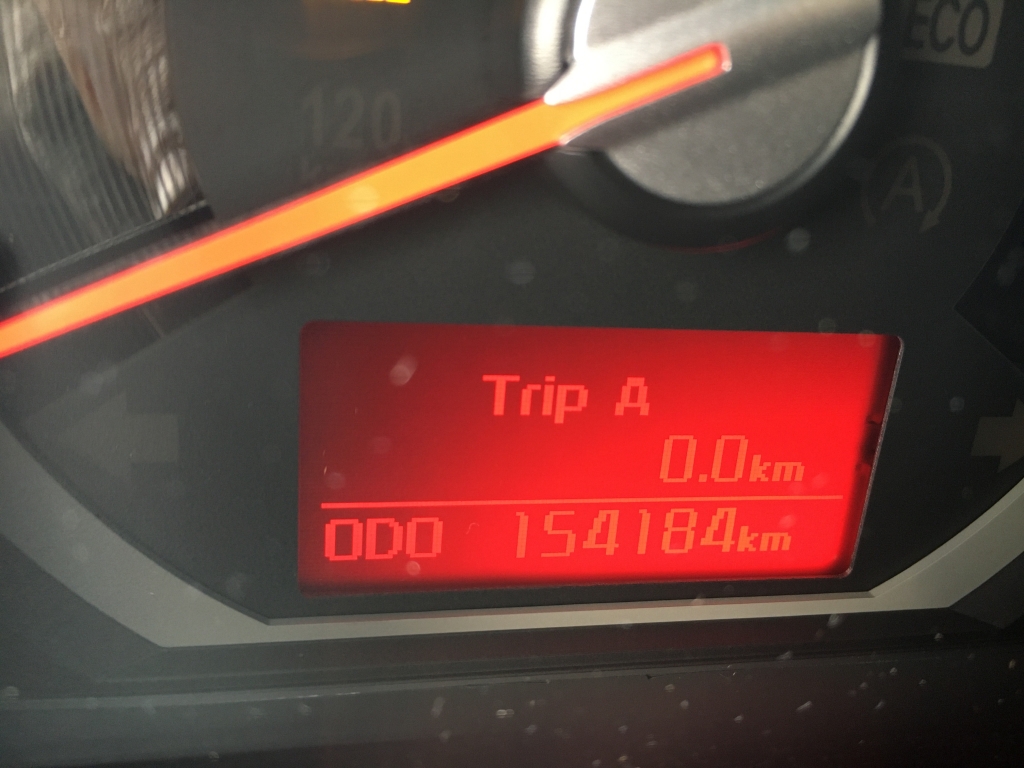 ECO
120
A
Trip A
0.0km
ODO 154184km